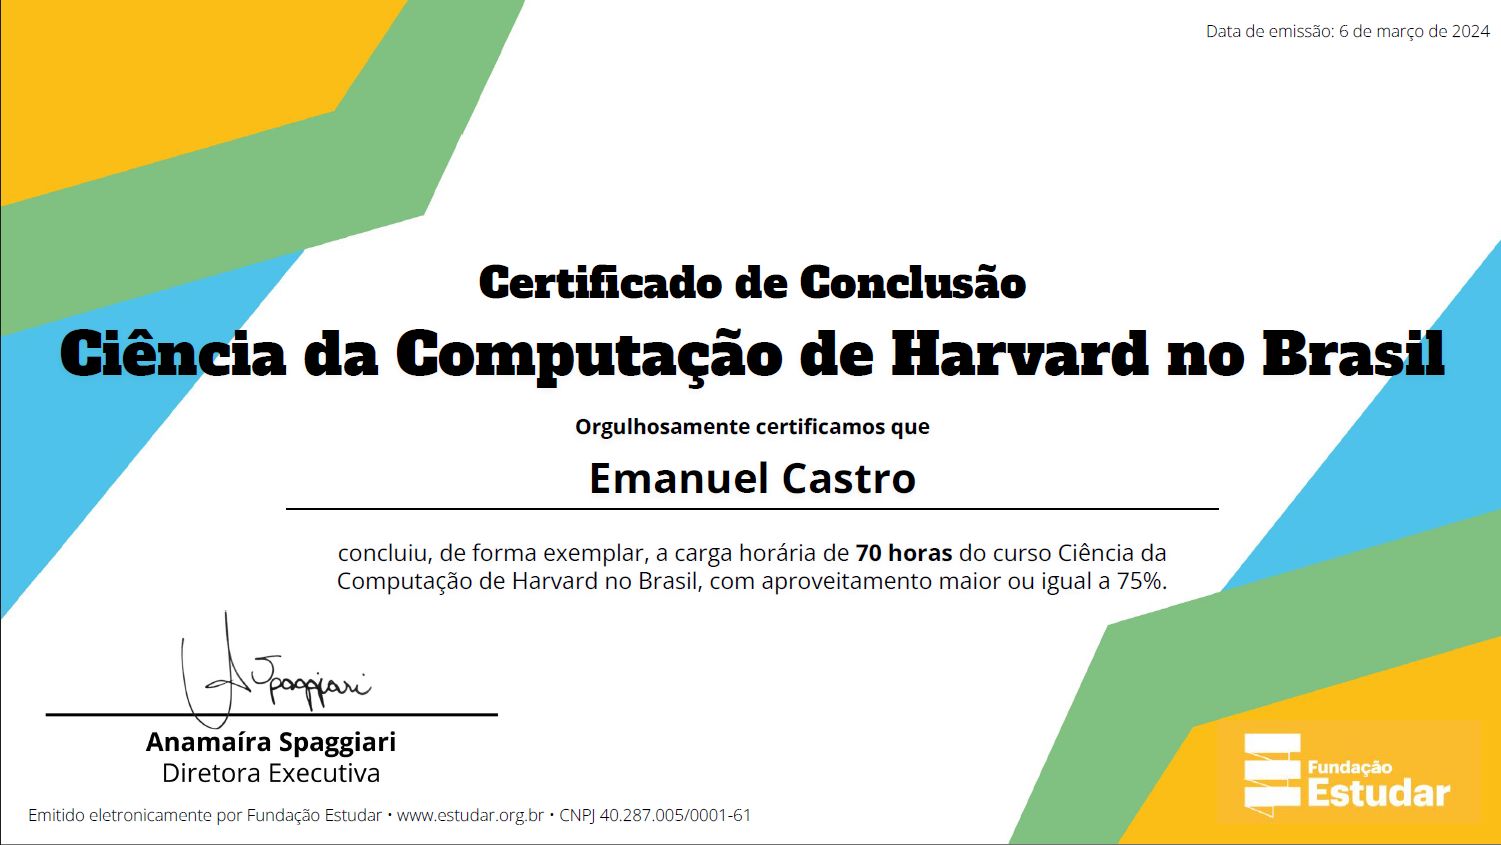 Data de emissão: 6 de março de 2024
Certificado de Conclusão
Ciência da Computação de Harvard no Brasil
Orgulhosamente certificamos que
Emanuel Castro
concluiu, de forma exemplar, a carga horária de 70 horas do curso Ciência da
Computação de Harvard no Brasil, com aproveitamento maior ou igual a 75%.
Spaggiari
Anamaíra Spaggiari
Diretora Executiva
Emitido eletronicamente por Fundação Estudar • www.estudar.org.br • CNPJ 40.287.005/0001-61
Fundação
Estudar